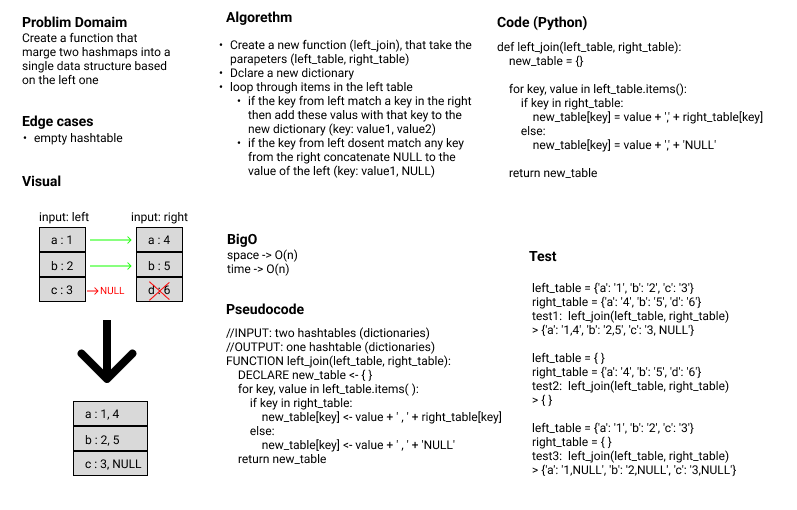 Problim Domaim
Create a function that
marge two hashmaps into a
single data structure based
on the left one
Edge cases
• empty hashtable
Visual
input: left
input: right
a : 1
a : 4
b : 2
b : 5
c : 3
NULL
d : 6
a : 1, 4
b : 2, 5
c : 3, NULL
Algorethm
• Create a new function (left_join), that take the
parapeters (left_table, right_table)
• Dclare a new dictionary
• loop through items in the left table
• if the key from left match a key in the right
then add these valus with that key to the
new dictionary (key: value1, value2)
• if the key from left dosent match any key
from the right concatenate NULL to the
value of the left (key: value1, NULL)
BigO
space -> O(n)
time -> O(n)
Pseudocode
//INPUT: two hashtables (dictionaries)
//OUTPUT: one hashtable (dictionaries)
FUNCTION left_join(left_table, right_table):
DECLARE new_table <- { }
for key, value in left_table.items( ):
if key in right_table:
new_table[key] <- value + ' , ' + right_table[key]
else:
new_table[key] <- value + ' , ' + 'NULL'
return new_table
Code (Python)
def left_join(left_table, right_table):
new_table = {}
for key, value in left_table.items():
if key in right_table:
new_table[key] = value + ',' + right_table[key]
else:
new_table[key] = value + ',' + 'NULL'
return new_table
Test
left_table = {'a': '1', 'b': '2', 'c': '3'}
right_table = {'a': '4', 'b': '5', 'd': '6'}
test1: left_join(left_table, right_table)
> {'a': '1,4', 'b': '2,5', 'c': '3, NULL'}
left_table = { }
right_table = {'a': '4', 'b': '5', 'd': '6'}
test2: left_join(left_table, right_table)
> { }
left_table = {'a': '1', 'b': '2', 'c': '3'}
right_table = { }
test3: left_join(left_table, right_table)
> {'a': '1,NULL', 'b': '2,NULL', 'c': '3,NULL'}